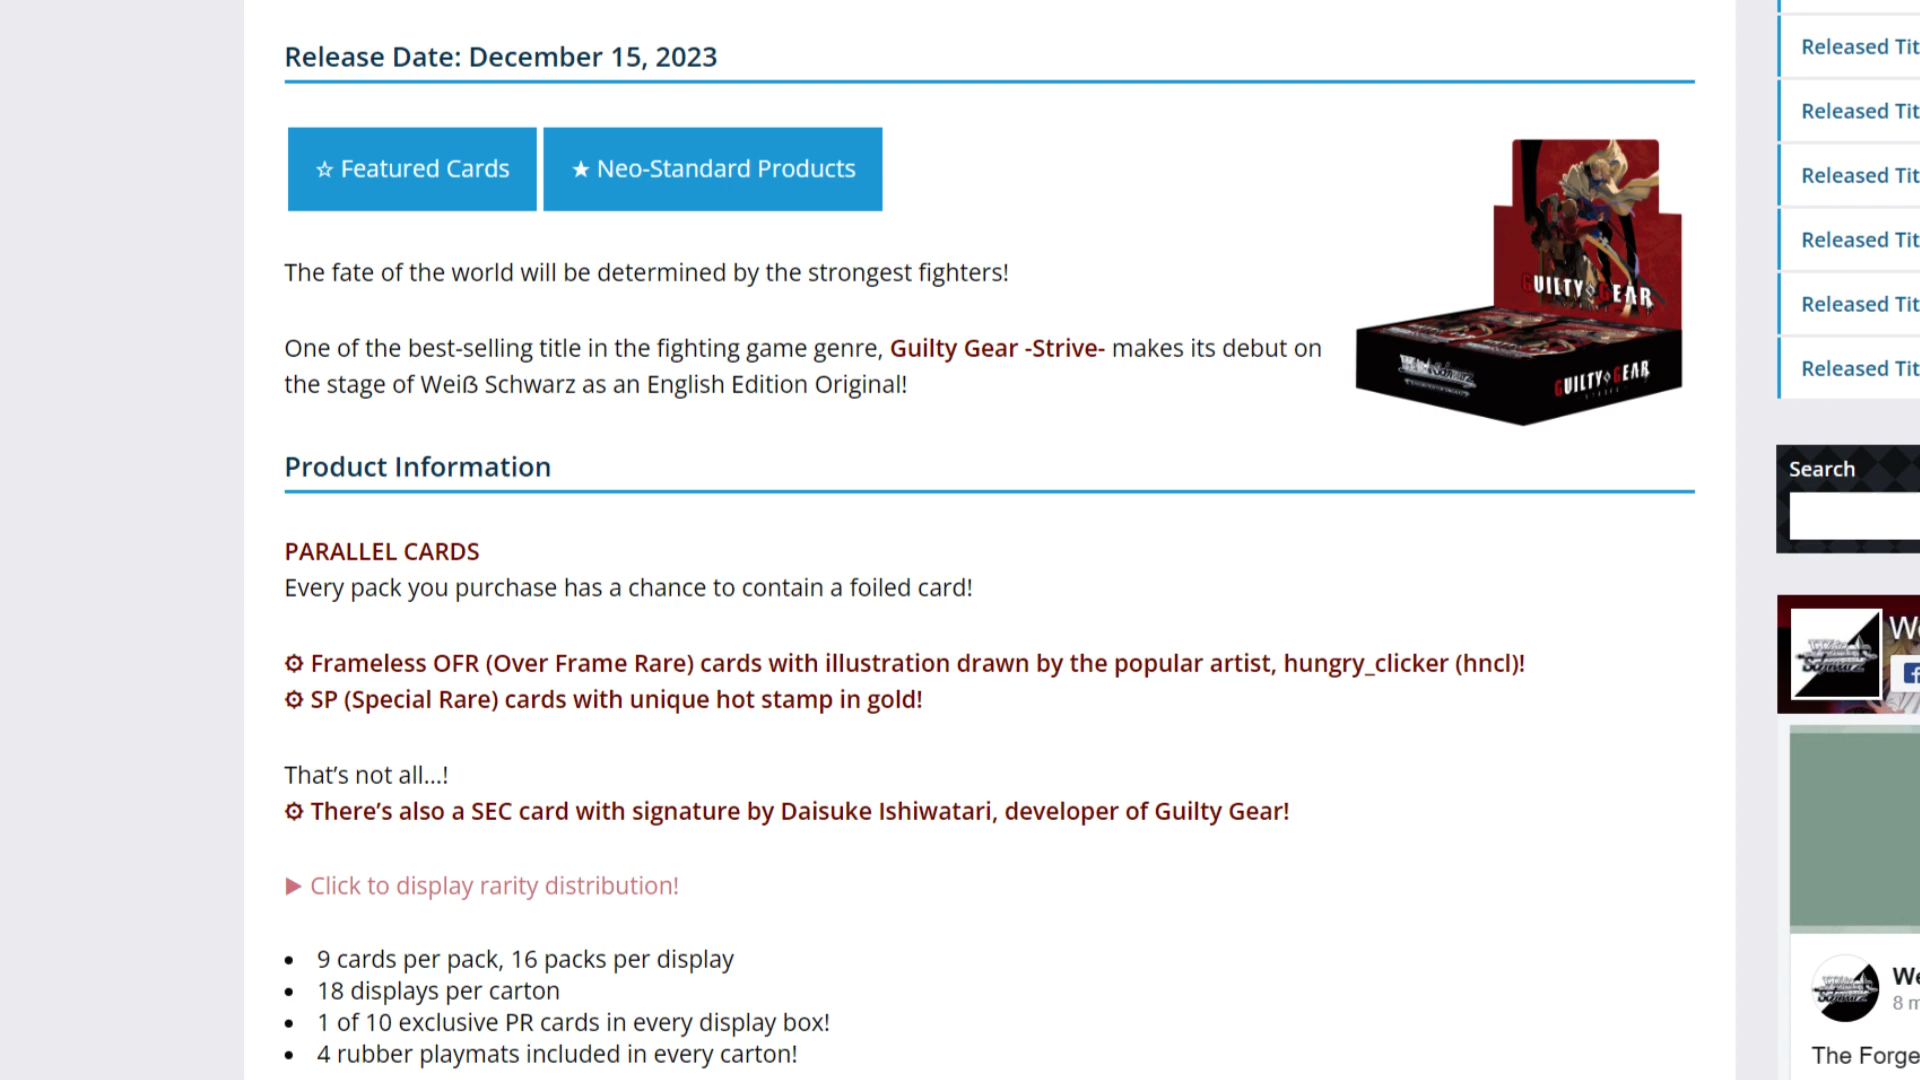 Release Date: December 15, 2023
☆ Featured Cards
★ Neo-Standard Products
The fate of the world will be determined by the strongest fighters!
One of the best-selling title in the fighting game genre, Guilty Gear -Strive- makes its debut on
the stage of Weiß Schwarz as an English Edition Original!
GUILTY GEAR
GUILTY GEAR
Product Information
PARALLEL CARDS
Every pack you purchase has a chance to contain a foiled card!
⚙ Frameless OFR (Over Frame Rare) cards with illustration drawn by the popular artist, hungry_clicker (hncl)!
⚙ SP (Special Rare) cards with unique hot stamp in gold!
That’s not all…!
⚙ There’s also a SEC card with signature by Daisuke Ishiwatari, developer of Guilty Gear!
▶ Click to display rarity distribution!
• 9 cards per pack, 16 packs per display
• 18 displays per carton
• 1 of 10 exclusive PR cards in every display box!
• 4 rubber playmats included in every carton!
Released Tit
Released Tit
Released Tit
Released Tit
Released Tit
Released Tit
Search
We
We
8 m
The Forge